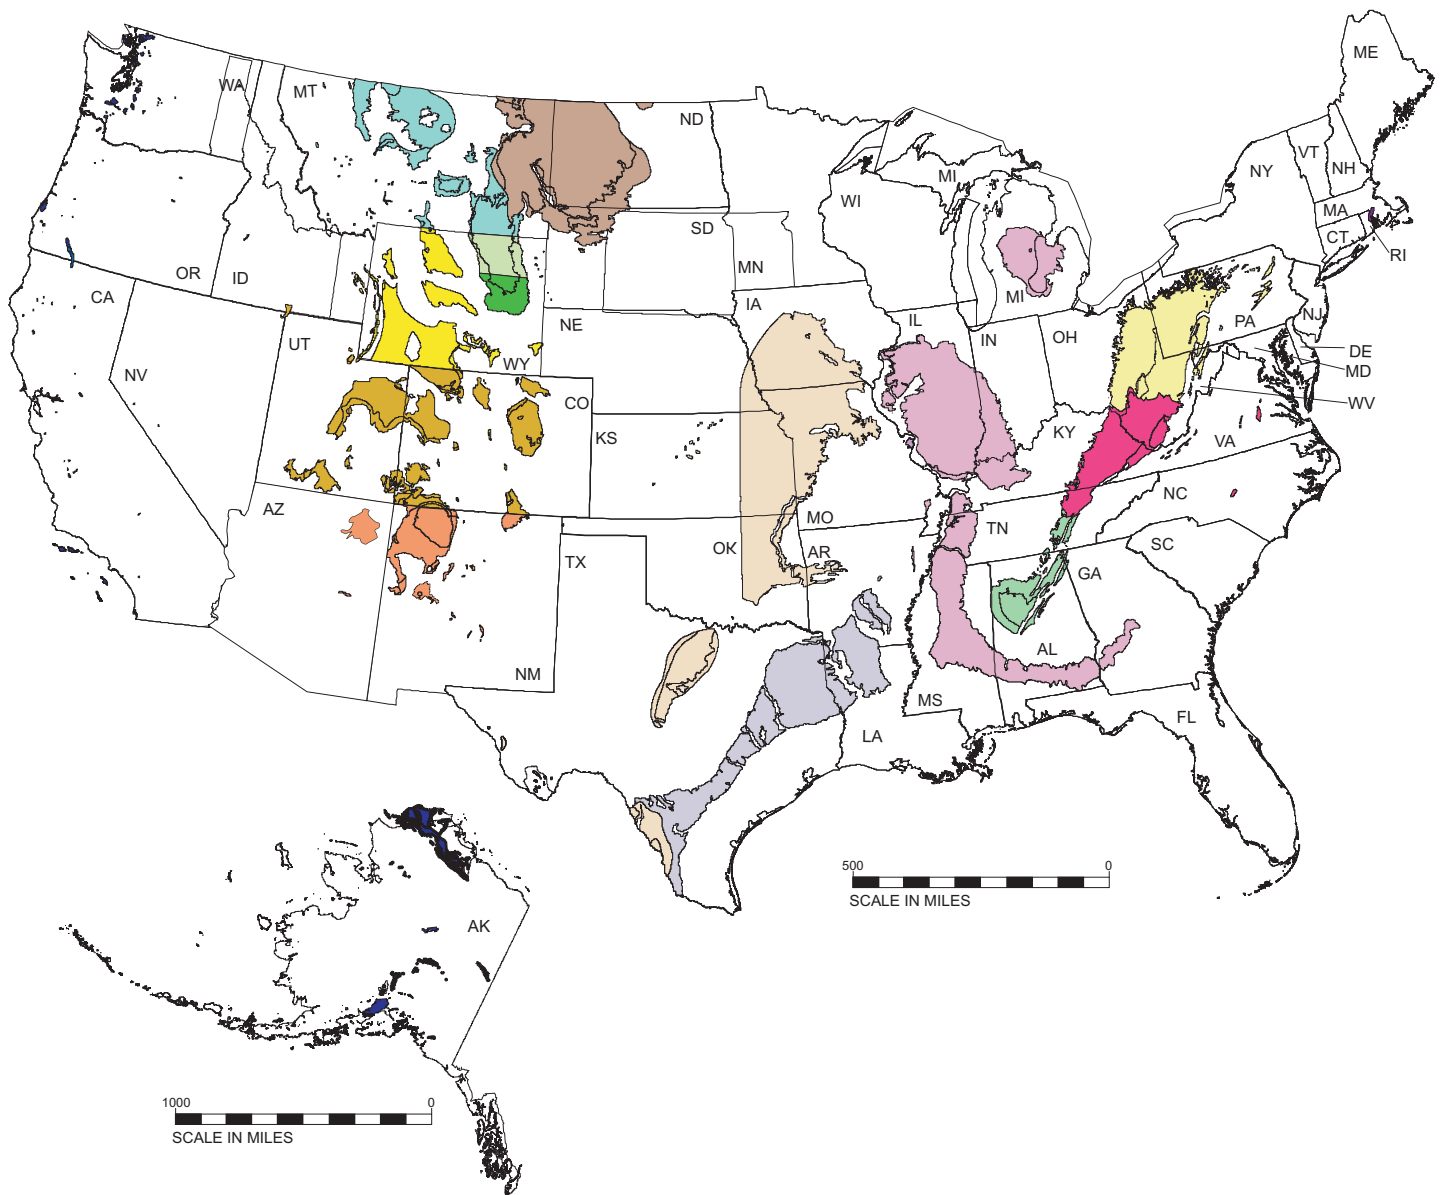 ME
WA
MT
ND
NY
VT
NH
WI
MI
MA
CT
RI
SD
OR
ID
MN
CA
IA
MI
IL
IN
OH
PA
NJ
NE
UT
WY
DE
MD
NV
CO
WV
KS
KY
VA
AZ
MO
NC
TN
OK
AR
SC
TX
GA
AL
NM
MS
FL
LA
500
0
SCALE IN MILES
AK
1000
0
SCALE IN MILES